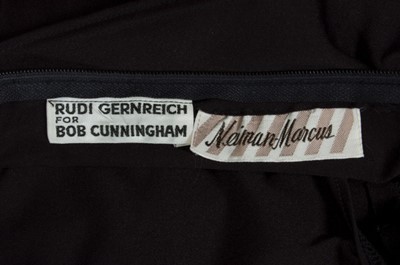 RUDI GERNREICH
FOR
BOB CUNNINGHAM
Neiman-Marcus